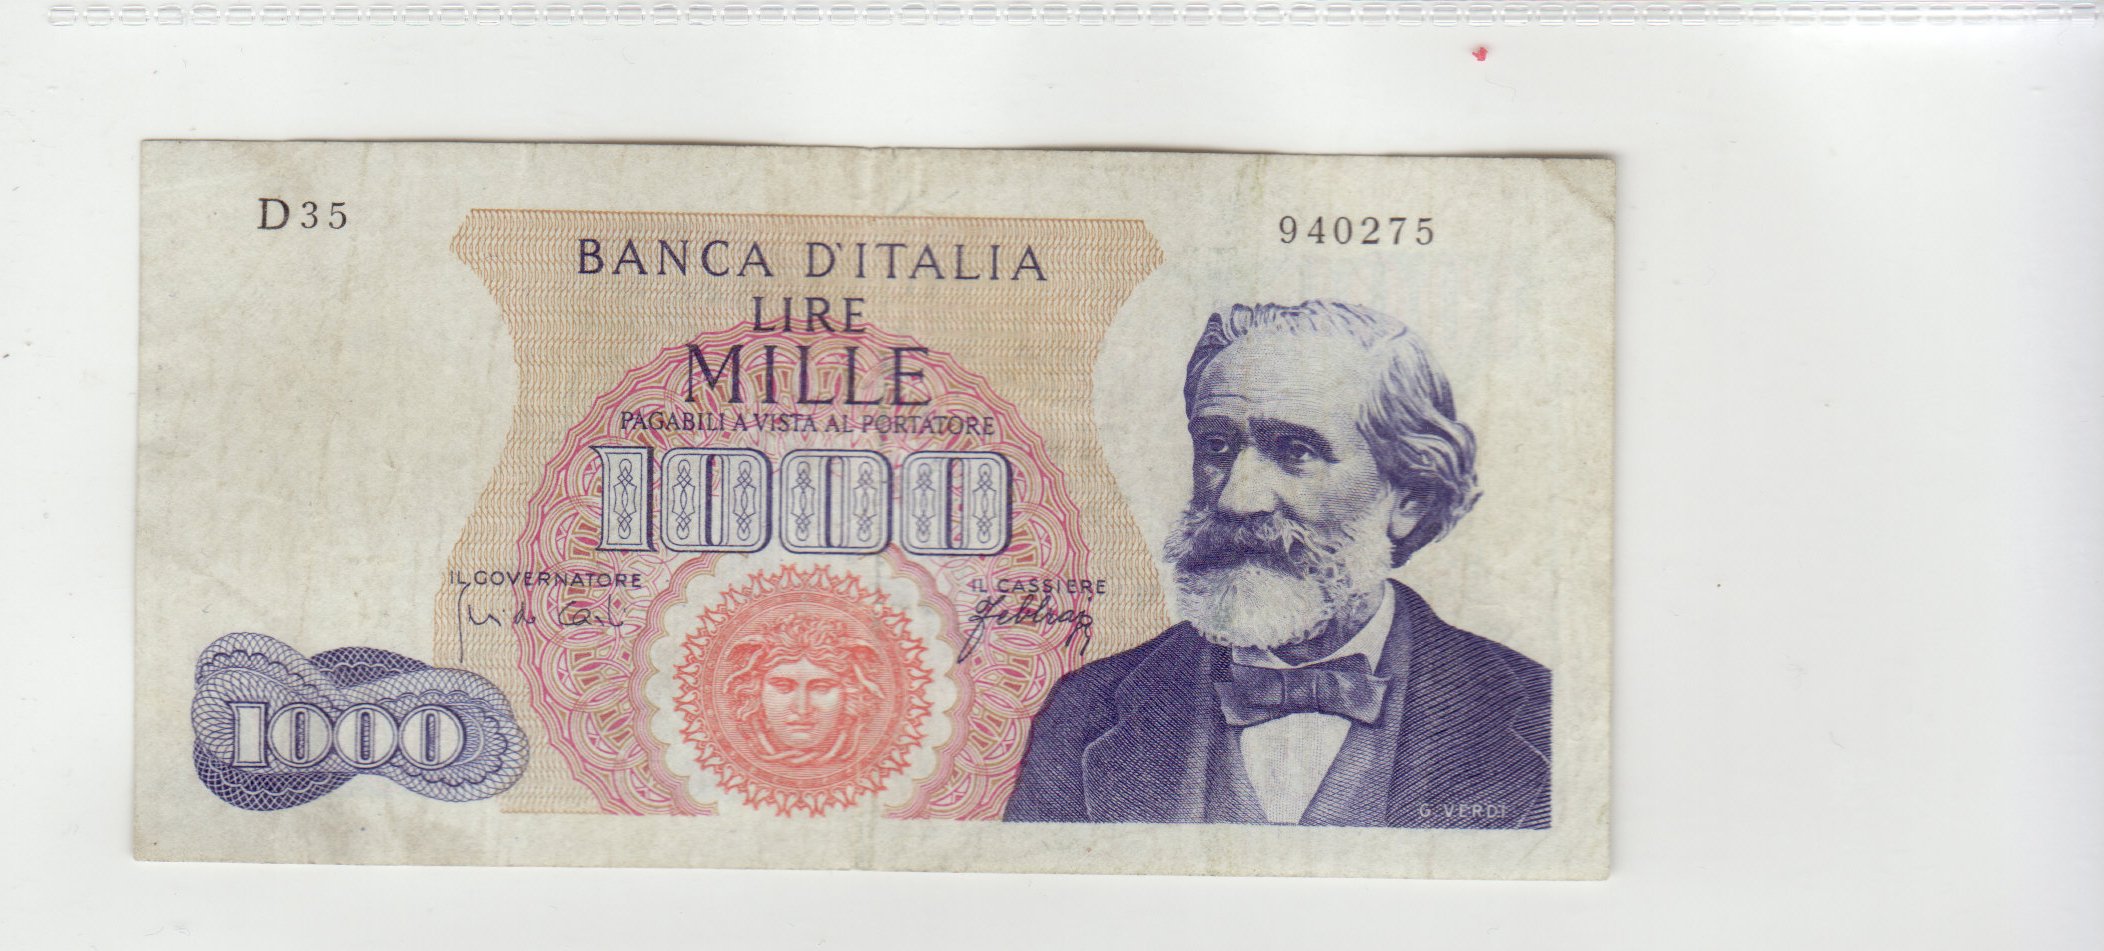 D35
940275
BANCA D'ITALIA
LIRE
MILLE
PAGABILI A VISTA AL PORTATORE
1000
IL GOVERNATORE
IL CASSIERE
1000
G. VERDI